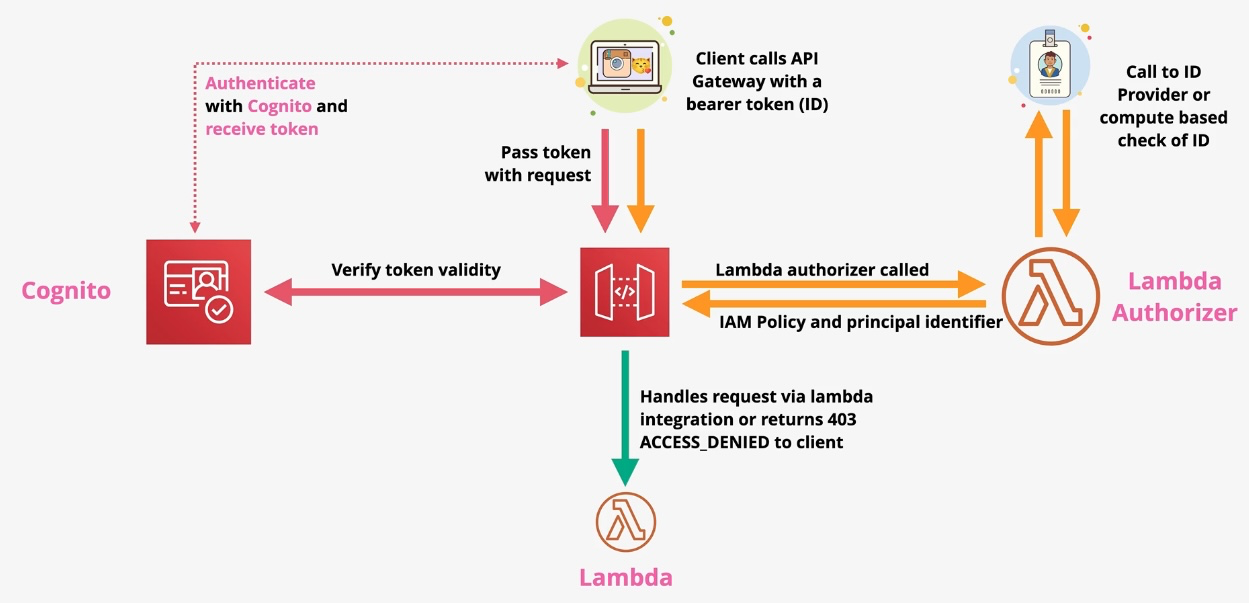 Client calls API
Gateway with a
bearer token (ID)
Call to ID
Provider or
compute based
check of ID
Authenticate
with Cognito and
receive token
Pass token
with request
Cognito
Verify token validity
</>
Lambda authorizer called
IAM Policy and principal identifier
Lambda
Authorizer
Handles request via lambda
integration or returns 403
ACCESS_DENIED to client
Lambda